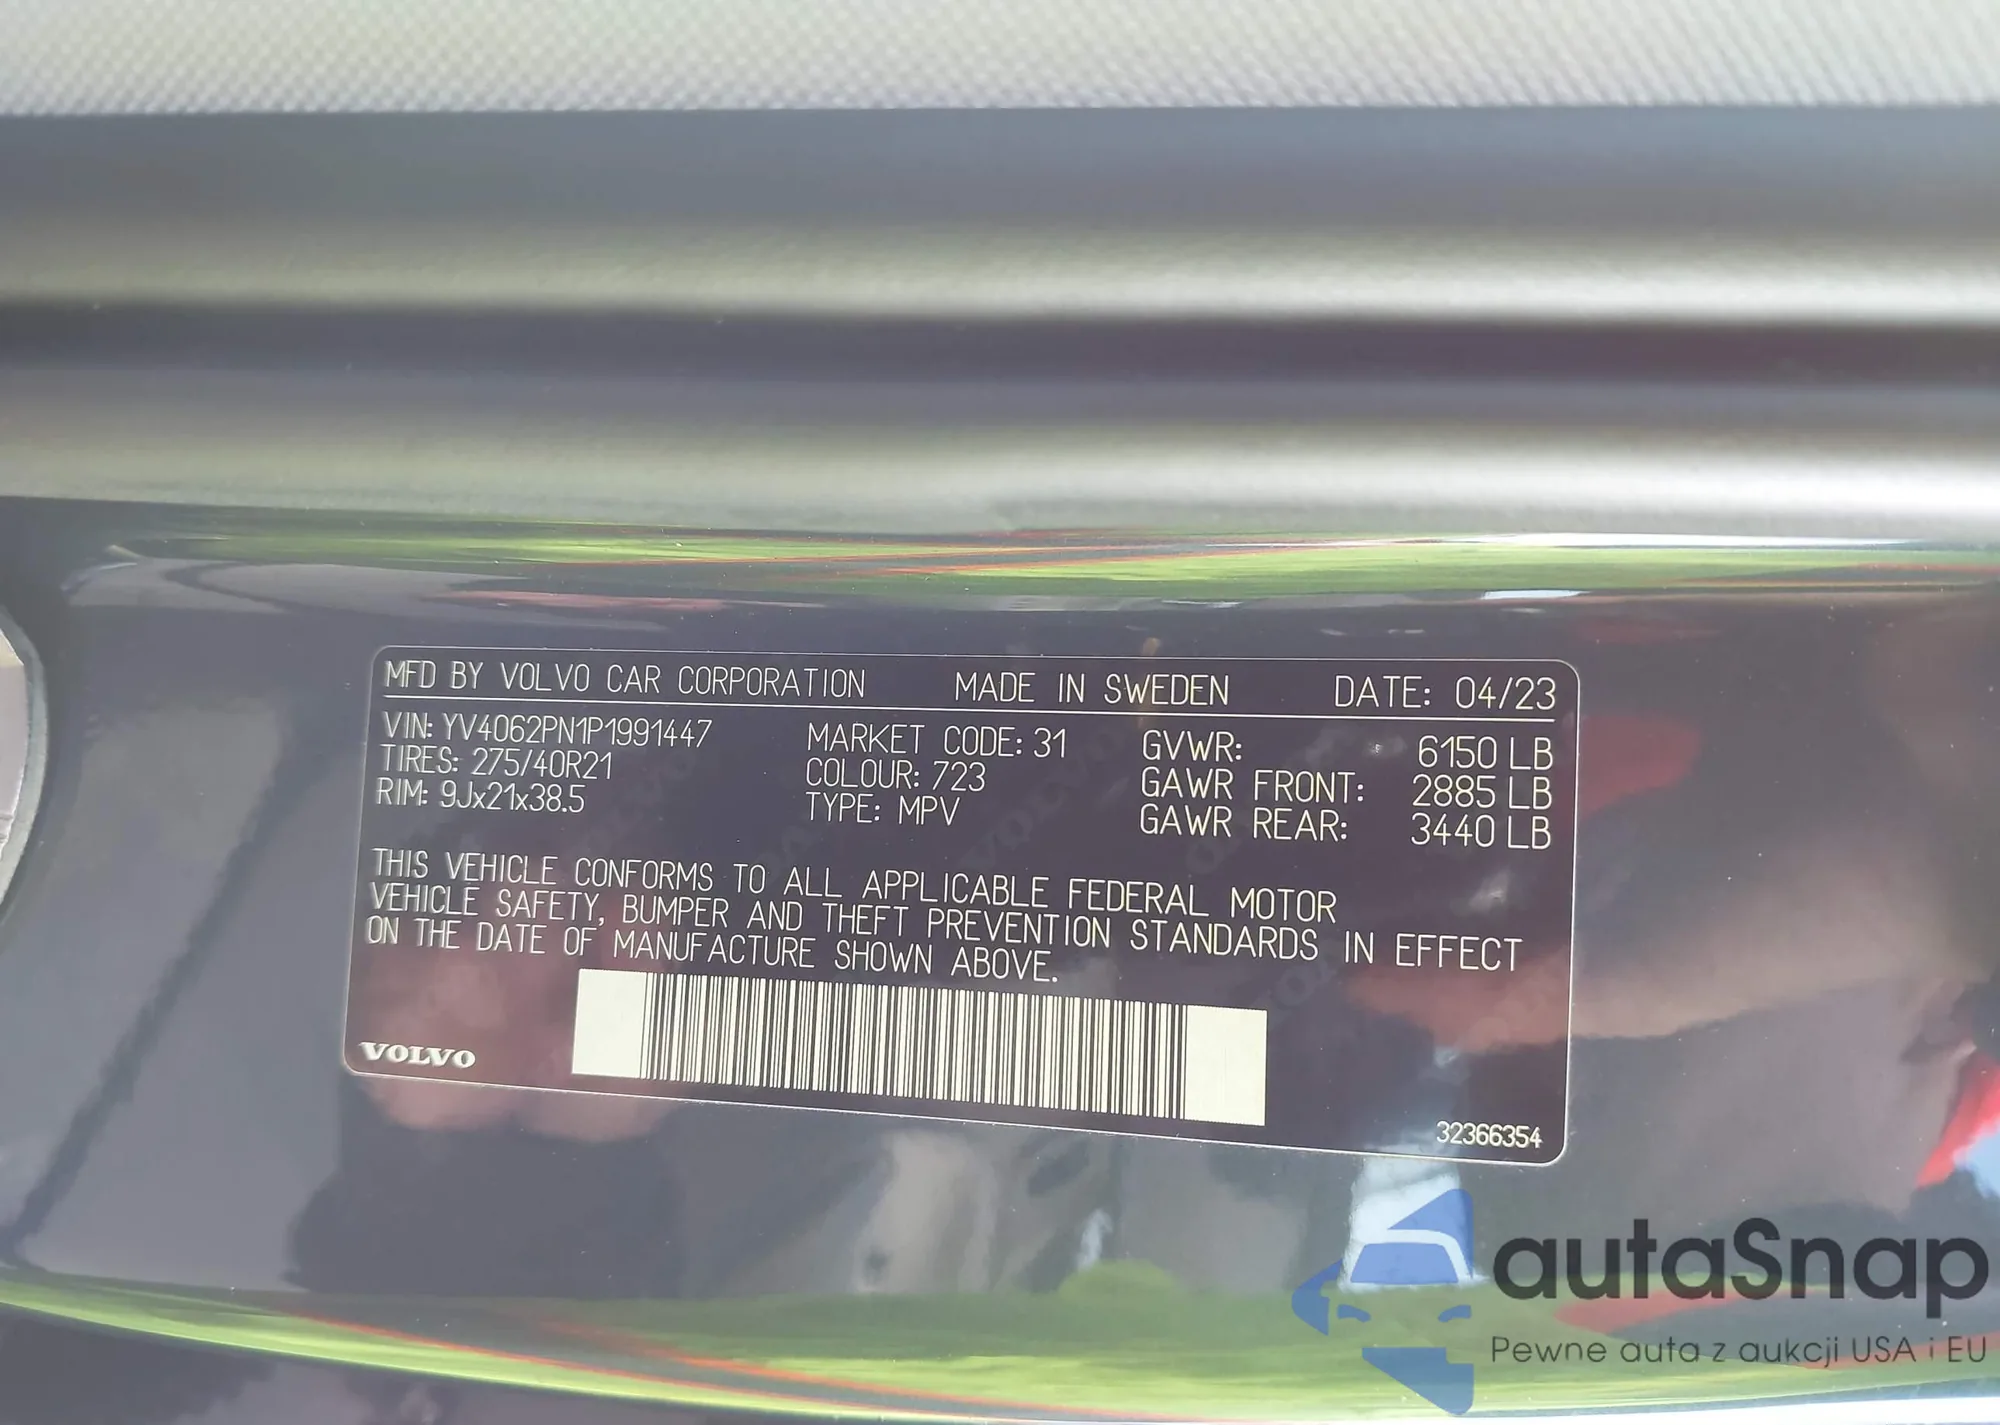 MFD BY VOLVO CAR CORPORATION MADE IN SWEDEN DATE: 04/23
VIN: YV4062PN1P1991447 MARKET CODE: 31 GVWR: 6150 LB
TIRES: 275/40R21 COLOUR: 723 GAWR FRONT: 2885 LB
RIM: 9Jx21x38.5 TYPE: MPV GAWR REAR: 3440 LB
THIS VEHICLE CONFORMS TO ALL APPLICABLE FEDERAL MOTOR
VEHICLE SAFETY, BUMPER AND THEFT PREVENTION STANDARDS IN EFFECT
ON THE DATE OF MANUFACTURE SHOWN ABOVE.
VOLVO
32366354
autaSnap
Pewne auta z aukcji USA i EU